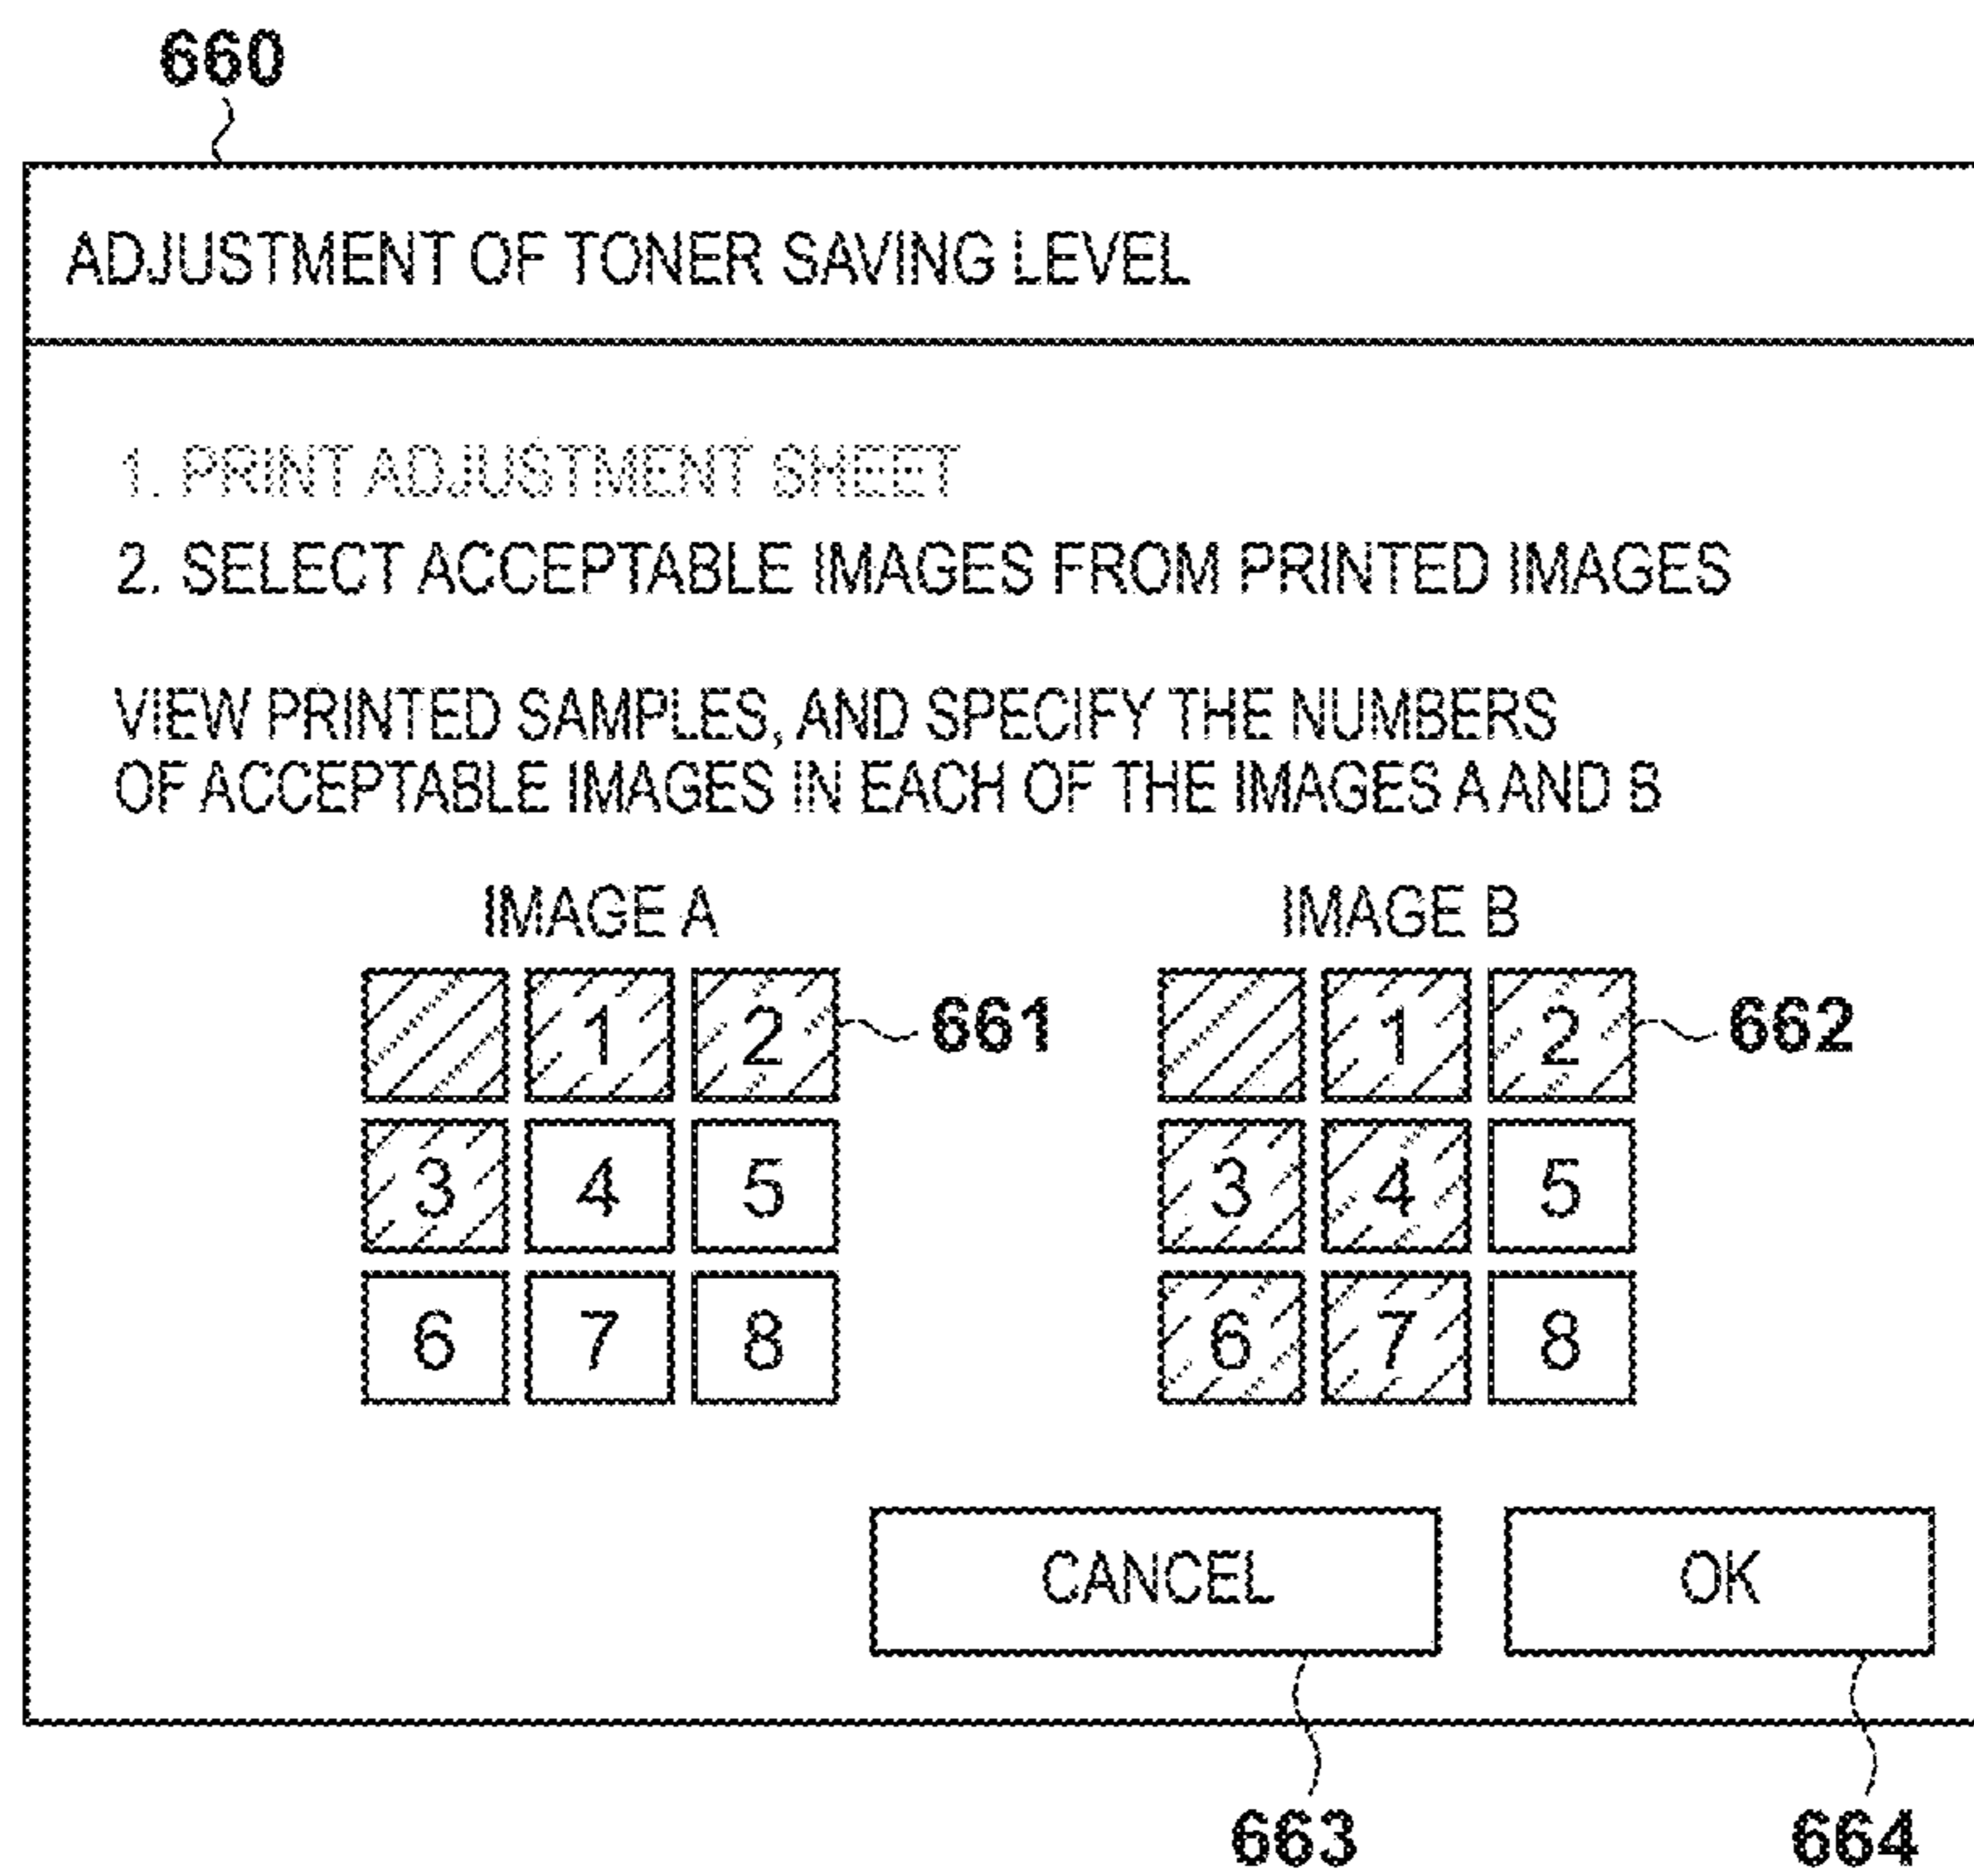 660
ADJUSTMENT OF TONER SAVING LEVEL
1. PRINT ADJUSTMENT SHEET
2. SELECT ACCEPTABLE IMAGES FROM PRINTED IMAGES
VIEW PRINTED SAMPLES, AND SPECIFY THE NUMBERS
OF ACCEPTABLE IMAGES IN EACH OF THE IMAGES A AND B
IMAGE A IMAGE B
1 2 661 1 2 662
3 4 5 3 4 5
6 7 8 6 7 8
CANCEL OK
663 664